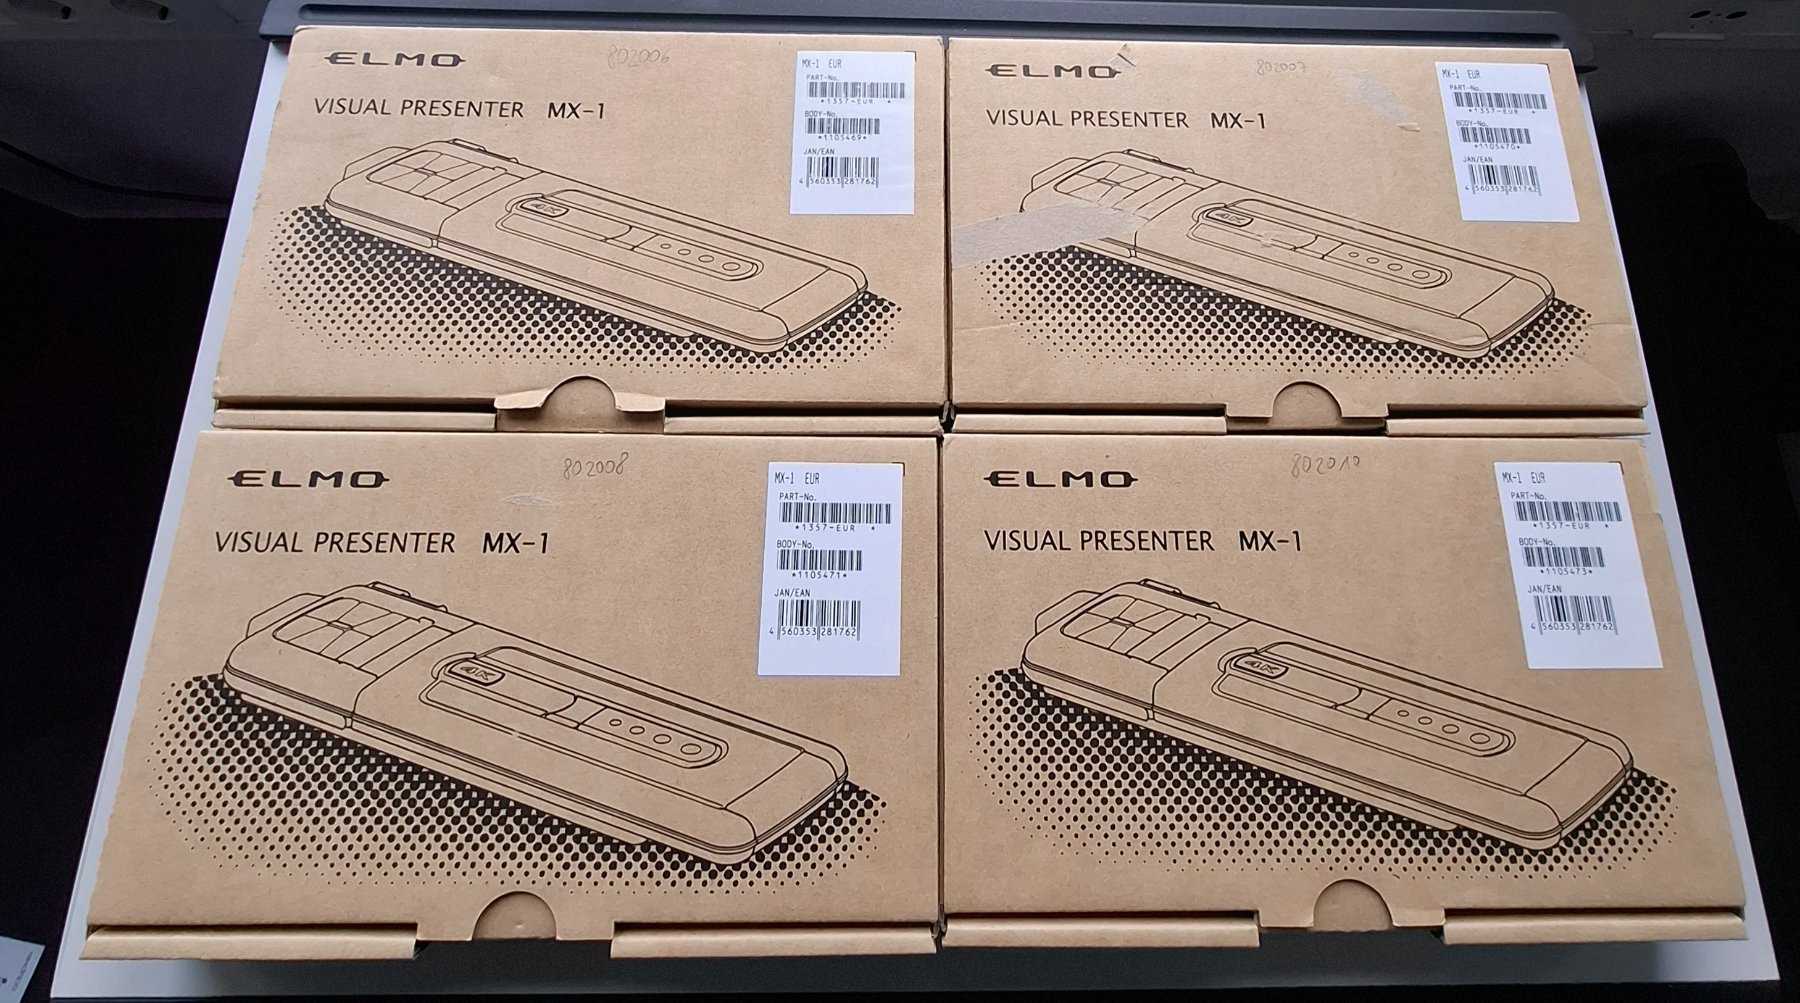 ELMO
802006
VISUAL PRESENTER MX-1
4K
MX-1 EUR
PART-No.
*1357-EUR *
BODY-No.
*1105469*
JAN/EAN
4 560353 281762
ELMO
802007
VISUAL PRESENTER MX-1
4K
MX-1 EUR
PART-No.
*1357-EUR *
BODY-No.
*1105470*
JAN/EAN
4 560353 281762
ELMO
802008
VISUAL PRESENTER MX-1
4K
MX-1 EUR
PART-No.
*1357-EUR *
BODY-No.
*1105471*
JAN/EAN
4 560353 281762
ELMO
802010
VISUAL PRESENTER MX-1
4K
MX-1 EUR
PART-No.
*1357-EUR *
BODY-No.
*1105473*
JAN/EAN
4 560353 281762